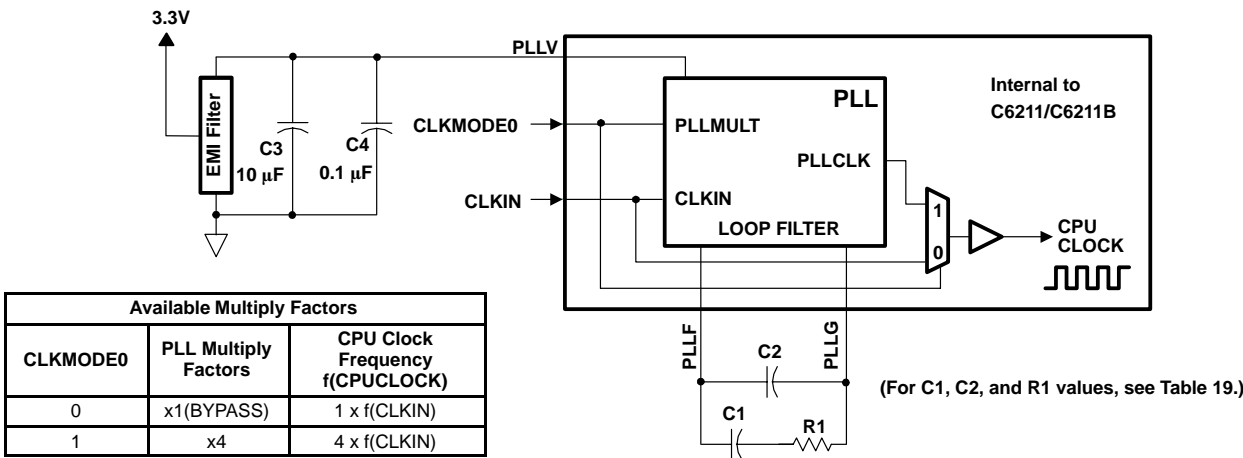 3.3V
PLLV
EMI Filter
C3
10 μF
C4
0.1 μF
CLKMODE0
CLKIN
PLL
PLLMULT
PLLCLK
CLKIN
LOOP FILTER
Internal to
C6211/C6211B
1
0
CPU
CLOCK
PLLF
PLLG
C2
C1
R1
(For C1, C2, and R1 values, see Table 19.)
Available Multiply Factors
CLKMODE0
PLL Multiply
Factors
CPU Clock
Frequency
f(CPUCLOCK)
0
x1(BYPASS)
1 x f(CLKIN)
1
x4
4 x f(CLKIN)